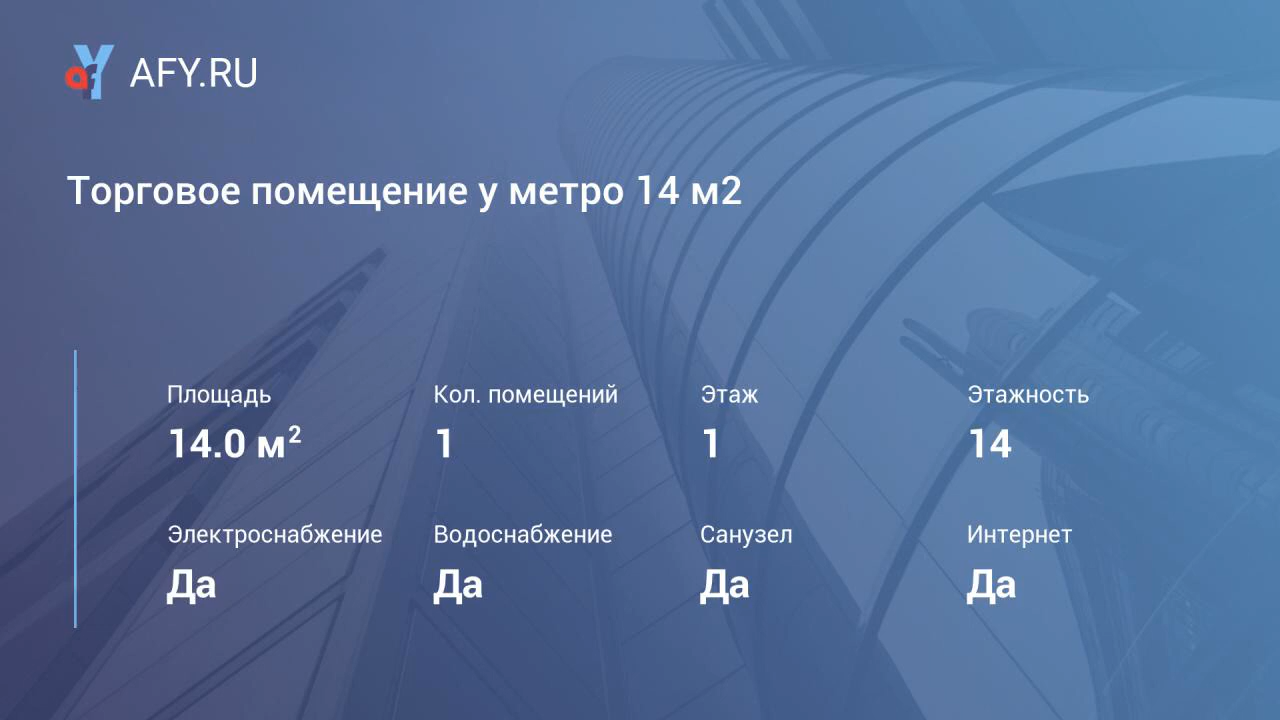 AFY.RU
Торговое помещение у метро 14 м2
Площадь
14.0 м²
Кол. помещений
1
Этаж
1
Этажность
14
Электроснабжение
Да
Водоснабжение
Да
Санузел
Да
Интернет
Да